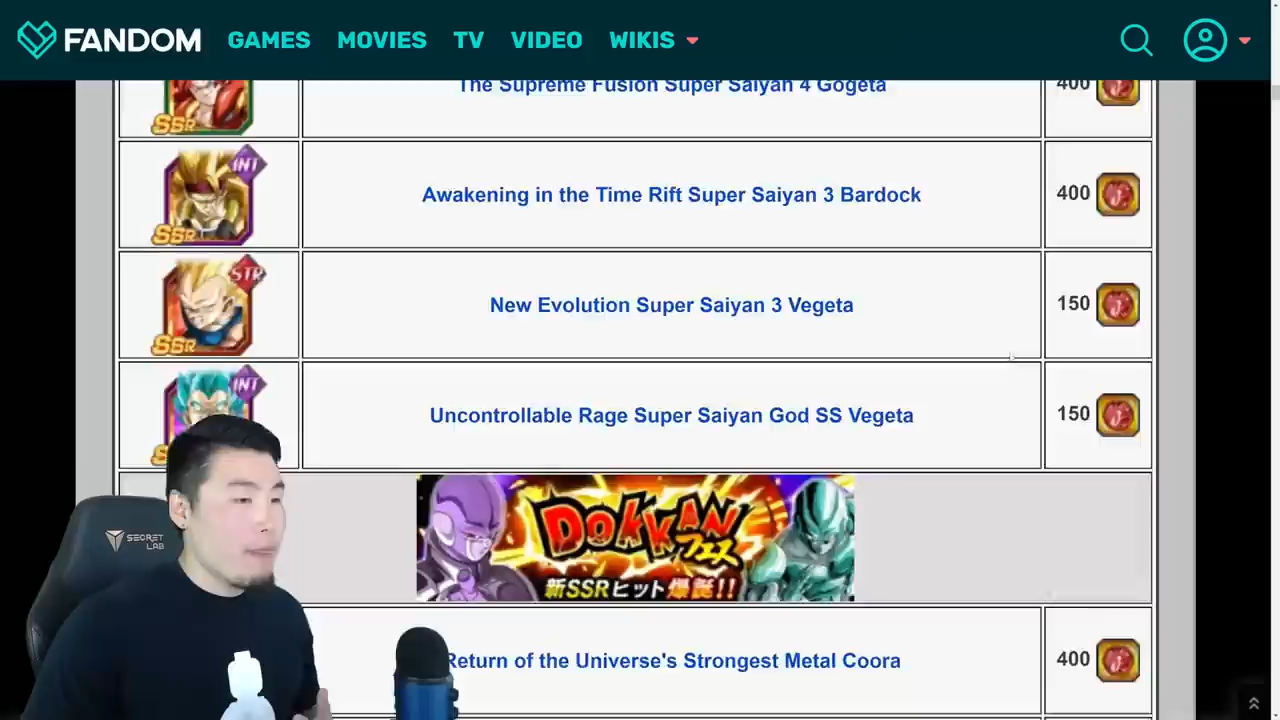 FANDOM GAMES MOVIES TV VIDEO WIKIS
SSR The Supreme Fusion Super Saiyan 4 Gogeta 400
INT SSR Awakening in the Time Rift Super Saiyan 3 Bardock 400
STR SSR New Evolution Super Saiyan 3 Vegeta 150
INT Uncontrollable Rage Super Saiyan God SS Vegeta 150
DOKKAN
フェス
新SSRヒット爆誕!!
SECRET
LAB
Return of the Universe's Strongest Metal Coora 400